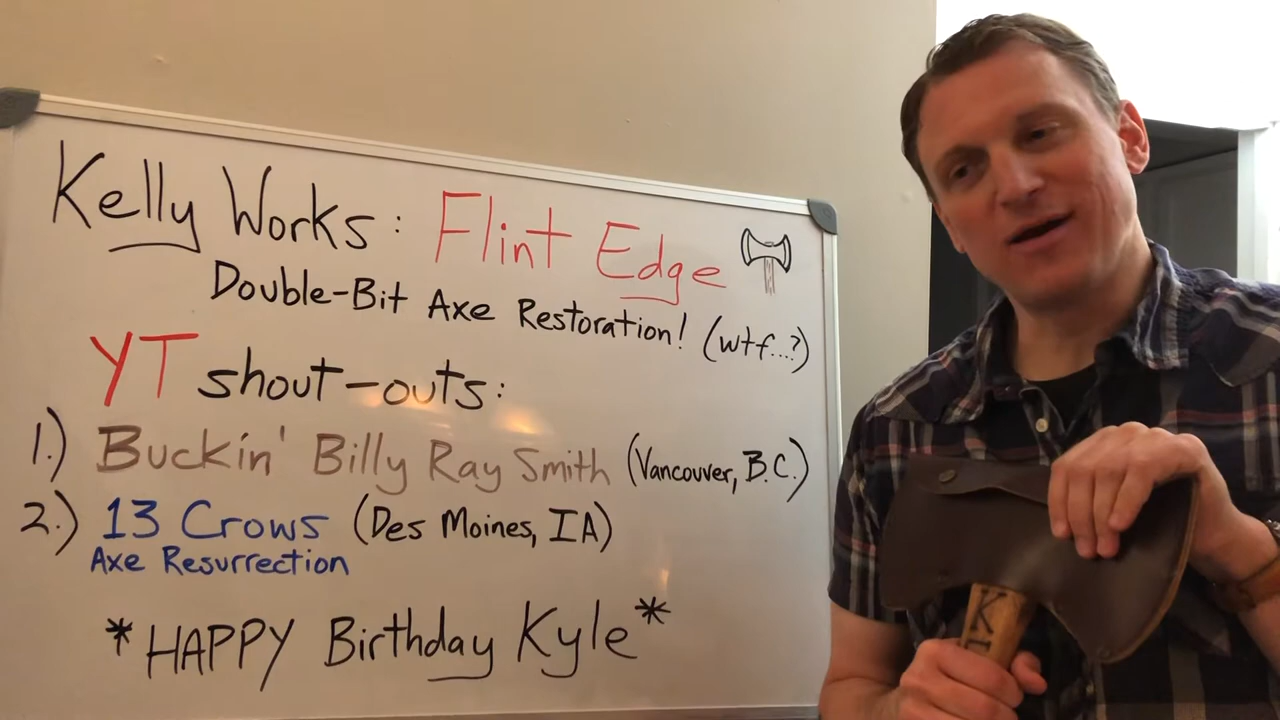 Kelly Works: Flint Edge
Double-Bit Axe Restoration! (wtf...?)
YT shout-outs:
1.) Buckin' Billy Ray Smith (Vancouver, B.C.)
2.) 13 Crows (Des Moines, IA)
Axe Resurrection
*HAPPY Birthday Kyle*